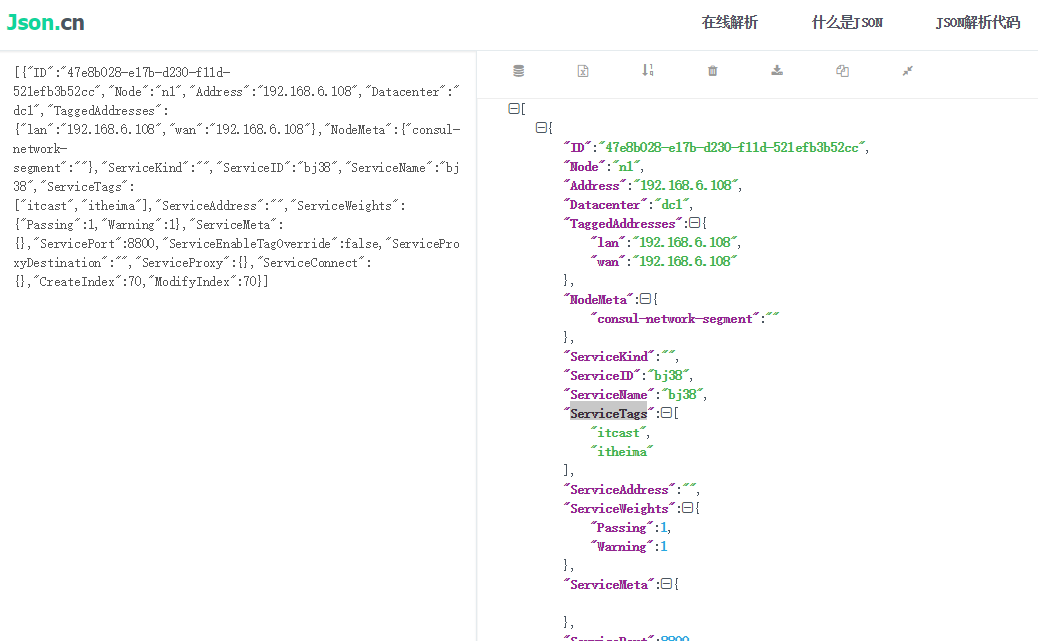 Json.cn
在线解析 什么是JSON JSON解析代码
[{"ID":"47e8b028-e17b-d230-f11d-
521efb3b52cc","Node":"n1","Address":"192.168.6.108","Datacenter":"
dc1","TaggedAddresses":
{"lan":"192.168.6.108","wan":"192.168.6.108"},"NodeMeta":{"consul-
network-
segment":""},"ServiceKind":"","ServiceID":"bj38","ServiceName":"bj
38","ServiceTags":
["itcast","itheima"],"ServiceAddress":"","ServiceWeights":
{"Passing":1,"Warning":1},"ServiceMeta":
{},"ServicePort":8800,"ServiceEnableTagOverride":false,"ServicePro
xyDestination":"","ServiceProxy":{},"ServiceConnect":
{},"CreateIndex":70,"ModifyIndex":70}]
[
{
"ID":"47e8b028-e17b-d230-f11d-521efb3b52cc",
"Node":"n1",
"Address":"192.168.6.108",
"Datacenter":"dc1",
"TaggedAddresses":{
"lan":"192.168.6.108",
"wan":"192.168.6.108"
},
"NodeMeta":{
"consul-network-segment":""
},
"ServiceKind":"",
"ServiceID":"bj38",
"ServiceName":"bj38",
"ServiceTags":[
"itcast",
"itheima"
],
"ServiceAddress":"",
"ServiceWeights":{
"Passing":1,
"Warning":1
},
"ServiceMeta":{
},
"ServicePort":8800